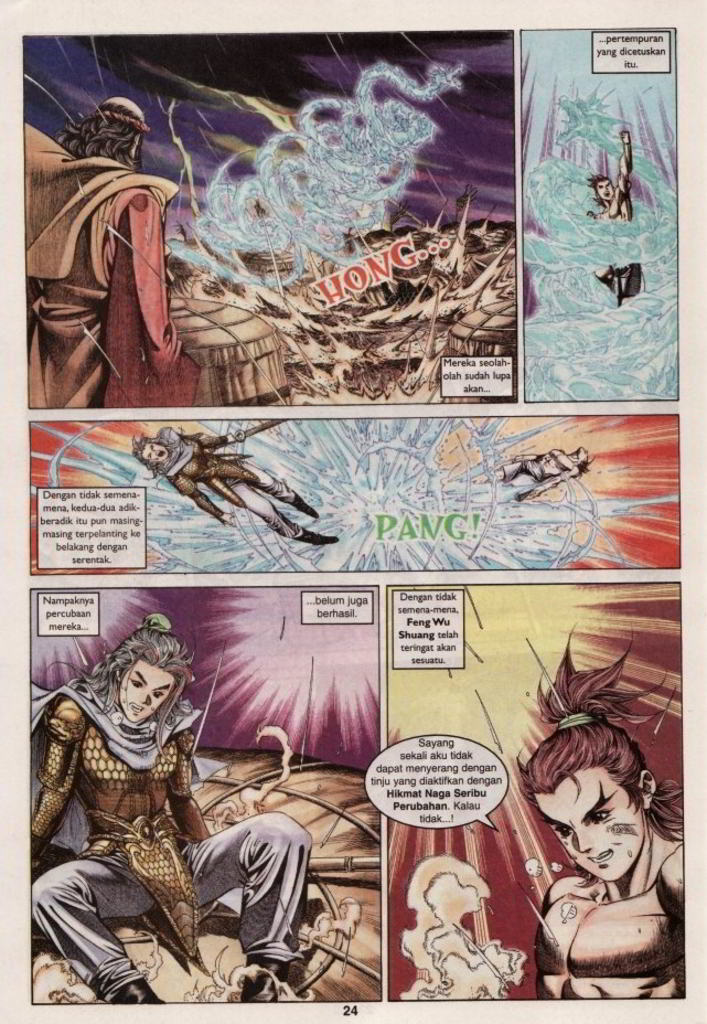 HONG...
Mereka seolah-
olah sudah lupa
akan...
...pertempuran
yang dicetuskan
itu.
Dengan tidak semena-
mena, kedua-dua adik-
beradik itu pun masing-
masing terpelanting ke
belakang dengan
serentak.
PANG!
Nampaknya
percubaan
mereka...
...belum juga
berhasil.
Dengan tidak
semena-mena,
Feng Wu
Shuang telah
teringat akan
sesuatu.
Sayang
sekali aku tidak
dapat menyerang dengan
tinju yang diaktifkan dengan
Hikmat Naga Seribu
Perubahan. Kalau
tidak...!
24